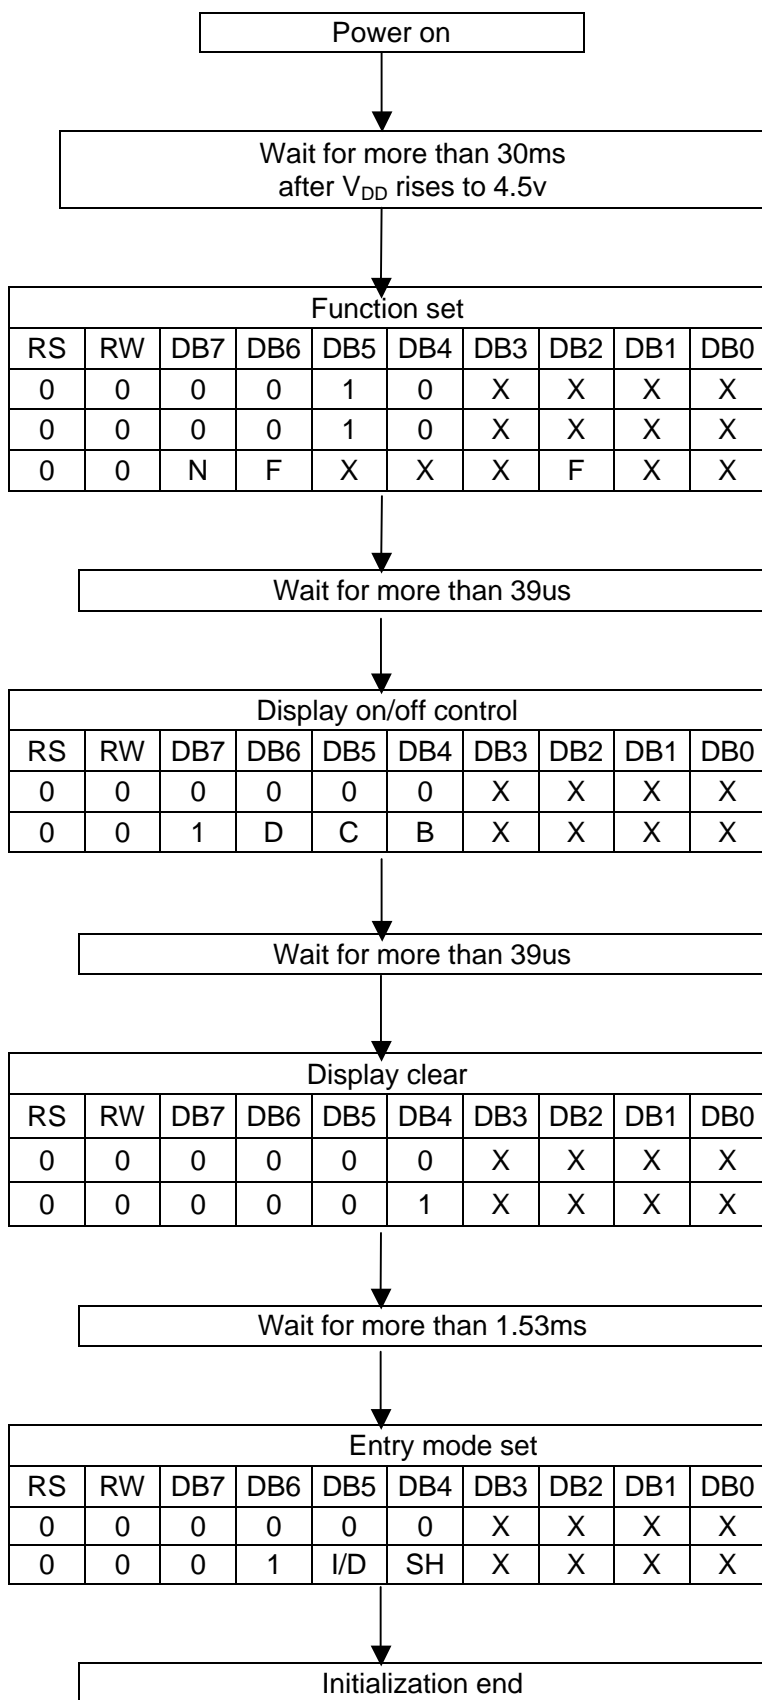 Power on
Wait for more than 30ms
after VDD rises to 4.5v
Function set
RS RW DB7 DB6 DB5 DB4 DB3 DB2 DB1 DB0
0 0 0 0 1 0 X X X X
0 0 0 0 1 0 X X X X
0 0 N F X X X F X X
Wait for more than 39us
Display on/off control
RS RW DB7 DB6 DB5 DB4 DB3 DB2 DB1 DB0
0 0 0 0 0 0 X X X X
0 0 1 D C B X X X X
Wait for more than 39us
Display clear
RS RW DB7 DB6 DB5 DB4 DB3 DB2 DB1 DB0
0 0 0 0 0 0 X X X X
0 0 0 0 0 1 X X X X
Wait for more than 1.53ms
Entry mode set
RS RW DB7 DB6 DB5 DB4 DB3 DB2 DB1 DB0
0 0 0 0 0 0 X X X X
0 0 0 1 I/D SH X X X X
Initialization end